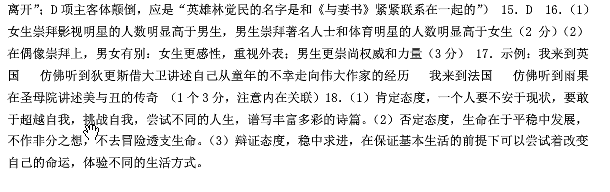 离开”；D 项主客体颠倒，应是“英雄林觉民的名字是和《与妻书》紧紧联系在一起的”） 15．D 16．（1）
女生崇拜影视明星的人数明显高于男生，男生崇拜著名人士和体育明星的人数明显高于女生（2 分）（2）
在偶像崇拜上，男女有别：女生更感性，重视外表；男生更崇尚权威和力量（3 分） 17．示例：我来到英
国 仿佛听到狄更斯借大卫讲述自己从童年的不幸走向伟大作家的经历 我来到法国 仿佛听到雨果
在圣母院讲述美与丑的传奇 （1 个 3 分，注意内在关联）18．（1）肯定态度，一个人要不安于现状，要敢
于超越自我，挑战自我，尝试不同的人生，谱写丰富多彩的诗篇。（2）否定态度，生命在于平稳中发展，
不作非分之想，不去冒险透支生命。（3）辩证态度，稳中求进，在保证基本生活的前提下可以尝试着改变
自己的命运，体验不同的生活方式。